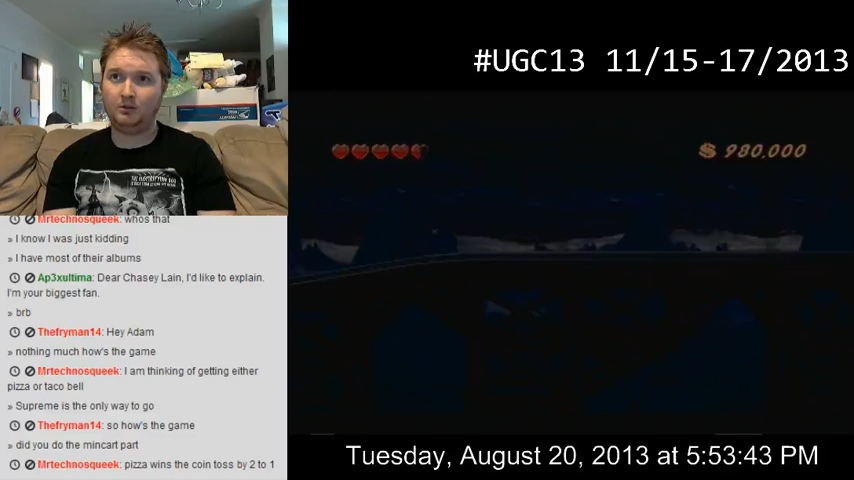 #UGC13 11/15-17/2013
$ 980,000
Mrtechnosqueek: whos that
» I know I was just kidding
» I have most of their albums
Ap3xultima: Dear Chasey Lain, I'd like to explain.
I'm your biggest fan.
» brb
Thefryman14: Hey Adam
» nothing much how's the game
Mrtechnosqueek: I am thinking of getting either
pizza or taco bell
» Supreme is the only way to go
Thefryman14: so how's the game
» did you do the mincart part
Mrtechnosqueek: pizza wins the coin toss by 2 to 1
Tuesday, August 20, 2013 at 5:53:43 PM